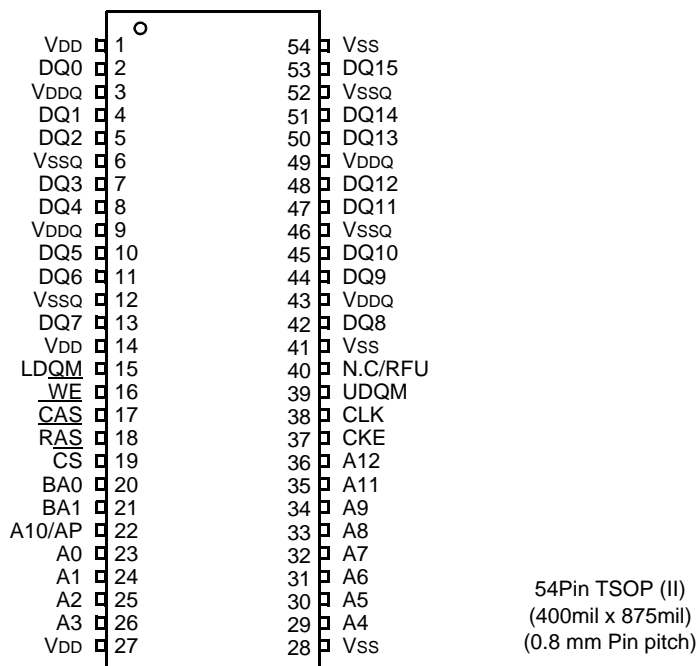 VDD 1 54 VSS
DQ0 2 53 DQ15
VDDQ 3 52 VSSQ
DQ1 4 51 DQ14
DQ2 5 50 DQ13
VSSQ 6 49 VDDQ
DQ3 7 48 DQ12
DQ4 8 47 DQ11
VDDQ 9 46 VSSQ
DQ5 10 45 DQ10
DQ6 11 44 DQ9
VSSQ 12 43 VDDQ
DQ7 13 42 DQ8
VDD 14 41 VSS
LDQM 15 40 N.C/RFU
WE 16 39 UDQM
CAS 17 38 CLK
RAS 18 37 CKE
CS 19 36 A12
BA0 20 35 A11
BA1 21 34 A9
A10/AP 22 33 A8
A0 23 32 A7
A1 24 31 A6
A2 25 30 A5
A3 26 29 A4
VDD 27 28 VSS
54Pin TSOP (II)
(400mil x 875mil)
(0.8 mm Pin pitch)